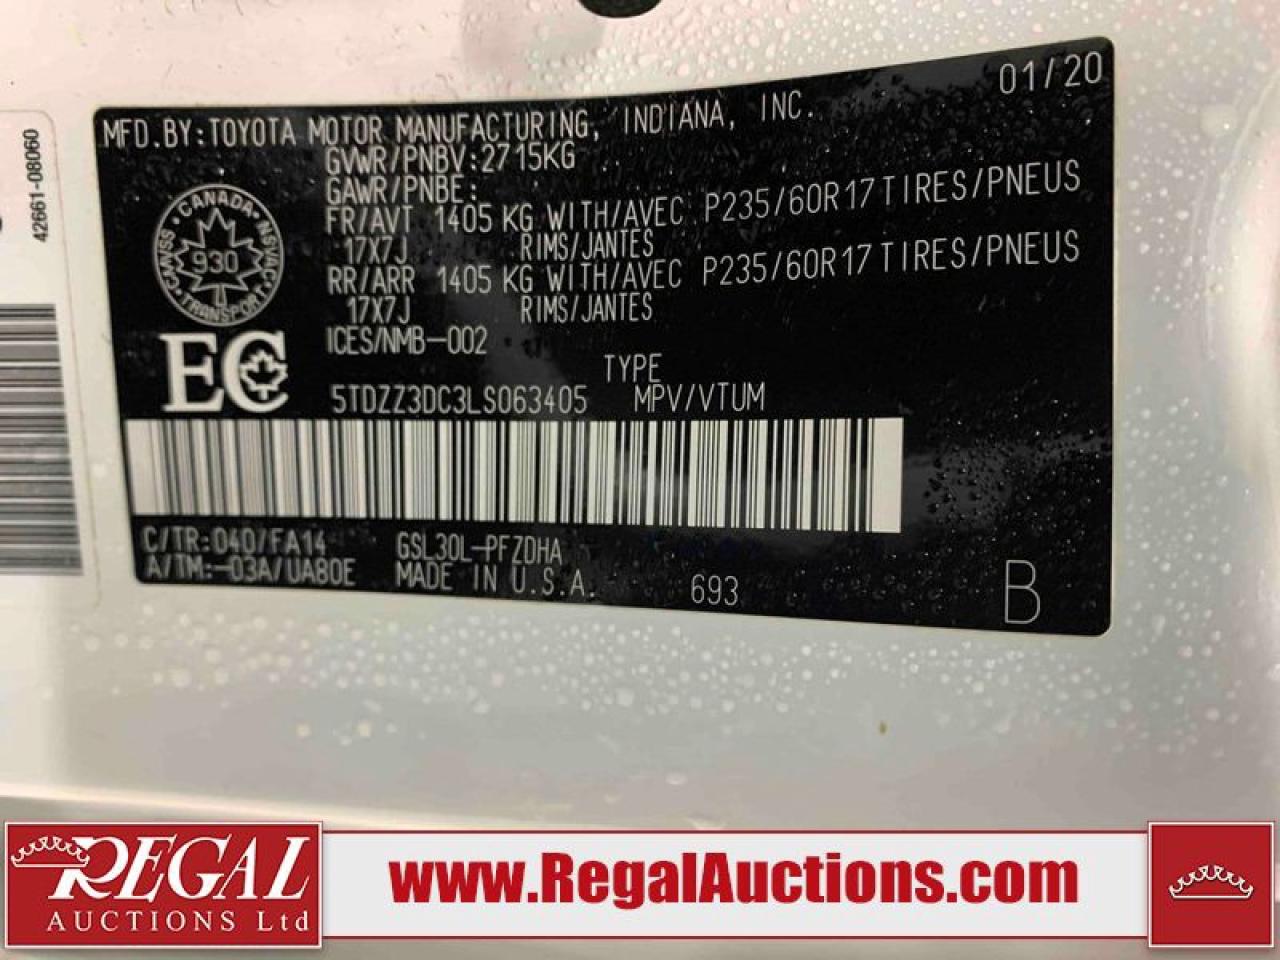 01/20
MFD.BY:TOYOTA MOTOR MANUFACTURING, INDIANA, INC.
GVWR/PNBV:2715KG
GAWR/PNBE:
FR/AVT 1405 KG WITH/AVEC P235/60R17 TIRES/PNEUS
17X7J RIMS/JANTES
RR/ARR 1405 KG WITH/AVEC P235/60R17 TIRES/PNEUS
17X7J RIMS/JANTES
ICES/NMB-002
CANADA
CMVSS 930 NSVAC
TRANSPORT
EC
TYPE
5TDZZ3DC3LS063405 MPV/VTUM
C/TR:040/FA14 GSL30L-PFZDHA
A/TM:-03A/UA80E MADE IN U.S.A. 693 B
42661-08060
REGAL
AUCTIONS Ltd
www.RegalAuctions.com